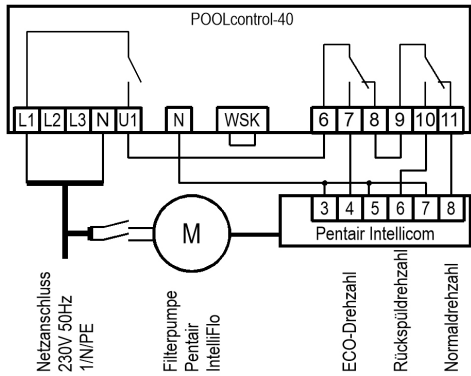 POOLcontrol-40
L1 L2 L3 N U1 N WSK 6 7 8 9 10 11
3 4 5 6 7 8
Pentair Intellicom
M
Netzanschluss
230V 50Hz
1/N/PE
Filterpumpe
Pentair
IntelliFlo
ECO-Drehzahl
Rückspüldrehzahl
Normaldrehzahl